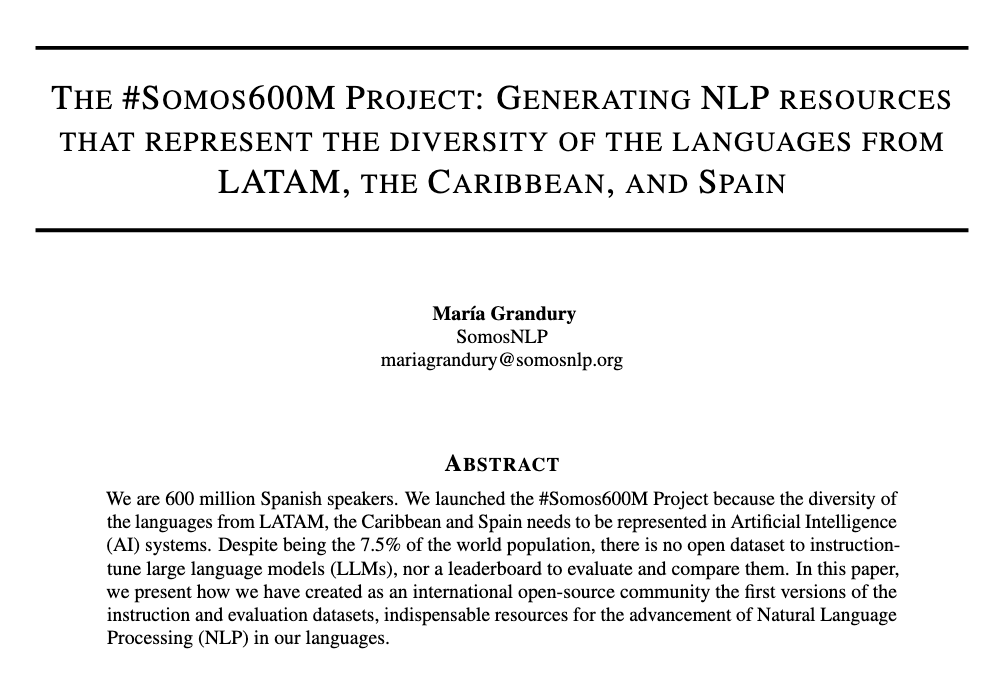 THE #SOMOS600M PROJECT: GENERATING NLP RESOURCES
THAT REPRESENT THE DIVERSITY OF THE LANGUAGES FROM
LATAM, THE CARIBBEAN, AND SPAIN
María Grandury
SomosNLP
mariagrandury@somosnlp.org
ABSTRACT
We are 600 million Spanish speakers. We launched the #Somos600M Project because the diversity of
the languages from LATAM, the Caribbean and Spain needs to be represented in Artificial Intelligence
(AI) systems. Despite being the 7.5% of the world population, there is no open dataset to instruction-
tune large language models (LLMs), nor a leaderboard to evaluate and compare them. In this paper,
we present how we have created as an international open-source community the first versions of the
instruction and evaluation datasets, indispensable resources for the advancement of Natural Language
Processing (NLP) in our languages.